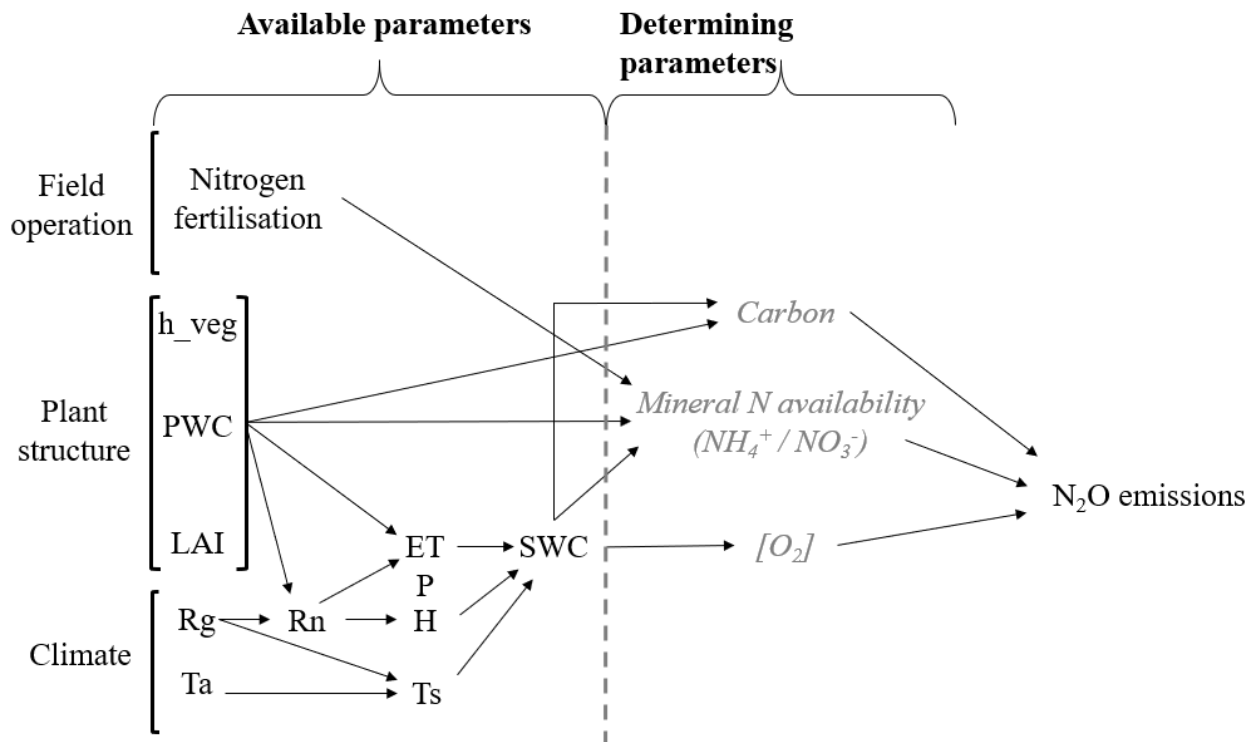 Available parameters
Determining
parameters
Field
operation
Nitrogen
fertilisation
Plant
structure
h_veg
PWC
LAI
Carbon
Mineral N availability
(NH₄⁺ / NO₃⁻)
[O₂]
N₂O emissions
ET
SWC
P
Climate
Rg
Rn
H
Ta
Ts